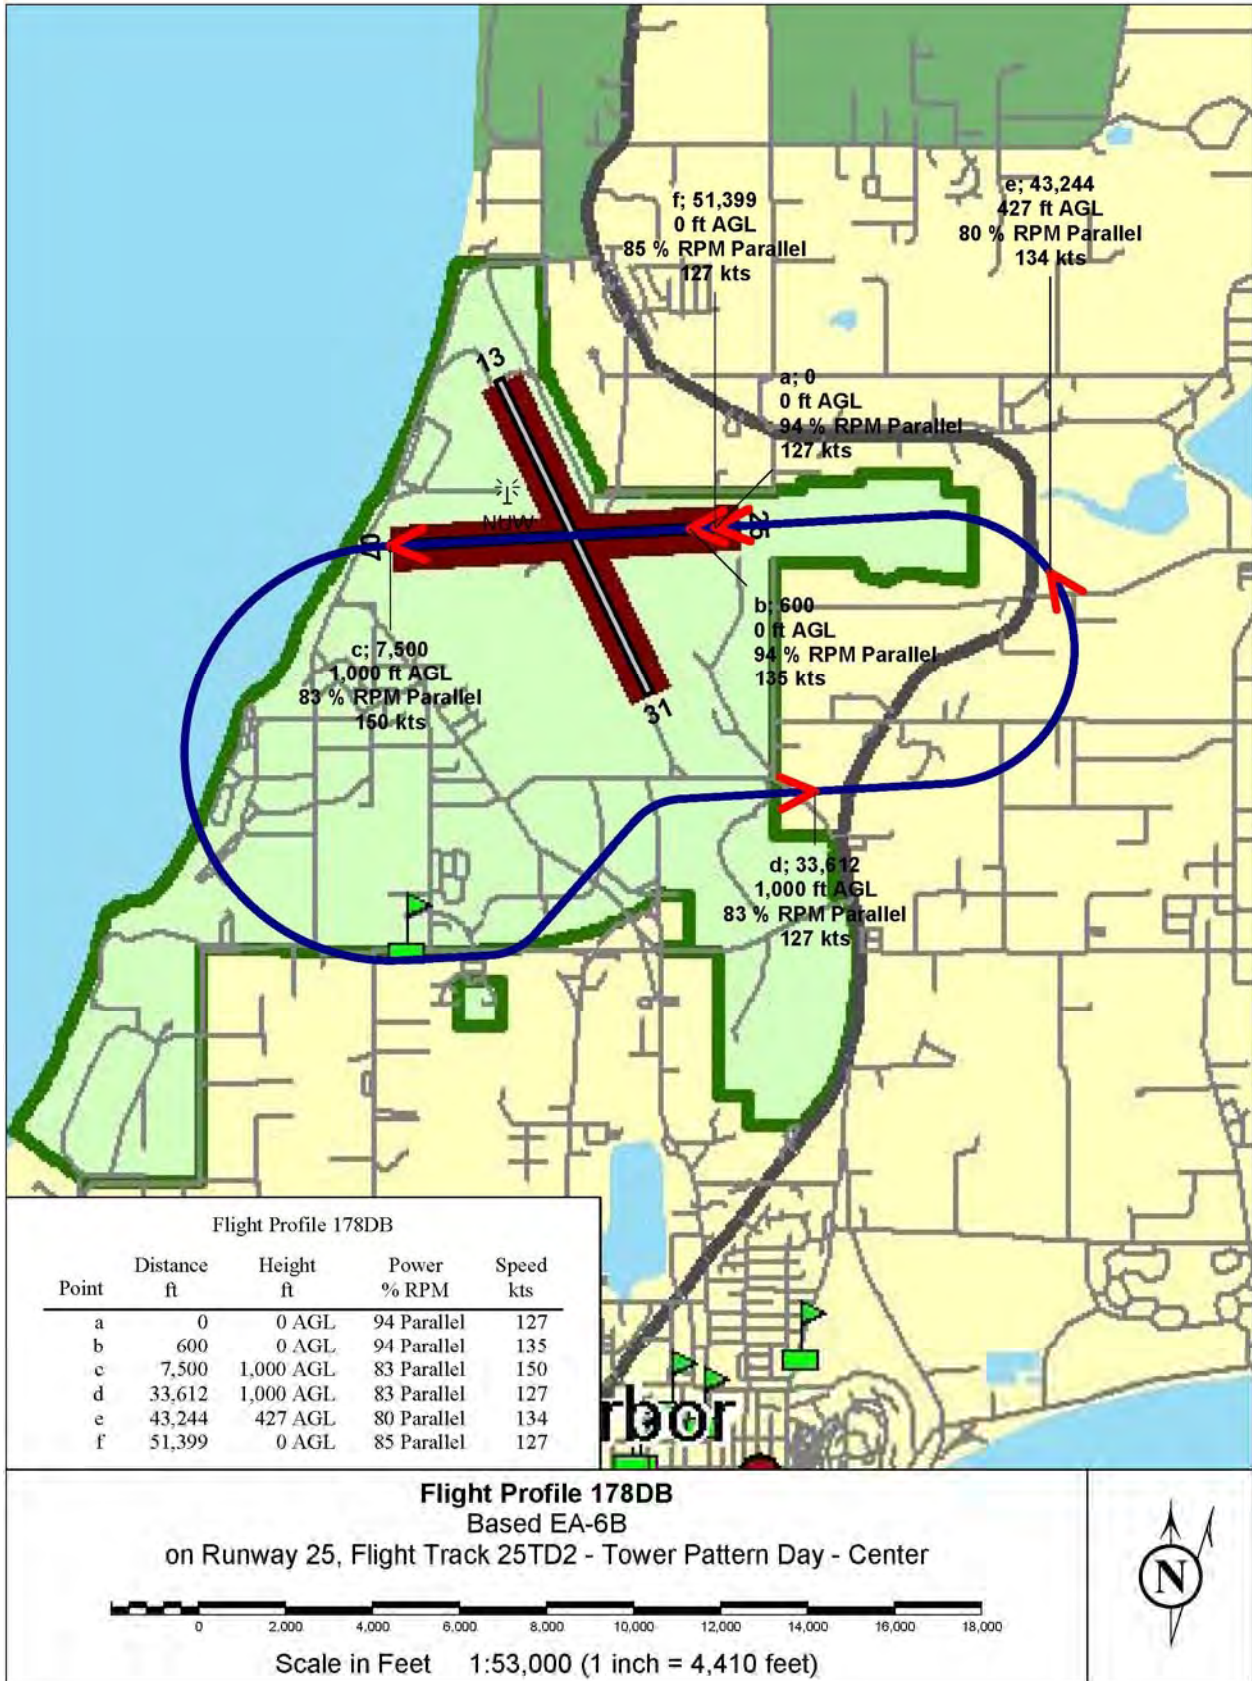 e; 43,244
427 ft AGL
80 % RPM Parallel
134 kts
f; 51,399
0 ft AGL
85 % RPM Parallel
127 kts
13
a; 0
0 ft AGL
94 % RPM Parallel
127 kts
NUW
25
07
b; 600
0 ft AGL
94 % RPM Parallel
135 kts
c; 7,500
1,000 ft AGL
83 % RPM Parallel
150 kts
31
d; 33,612
1,000 ft AGL
83 % RPM Parallel
127 kts
rbor
Flight Profile 178DB
Point Distance ft Height ft Power % RPM Speed kts
a 0 0 AGL 94 Parallel 127
b 600 0 AGL 94 Parallel 135
c 7,500 1,000 AGL 83 Parallel 150
d 33,612 1,000 AGL 83 Parallel 127
e 43,244 427 AGL 80 Parallel 134
f 51,399 0 AGL 85 Parallel 127
Flight Profile 178DB
Based EA-6B
on Runway 25, Flight Track 25TD2 - Tower Pattern Day - Center
0 2,000 4,000 6,000 8,000 10,000 12,000 14,000 16,000 18,000
Scale in Feet 1:53,000 (1 inch = 4,410 feet)
N